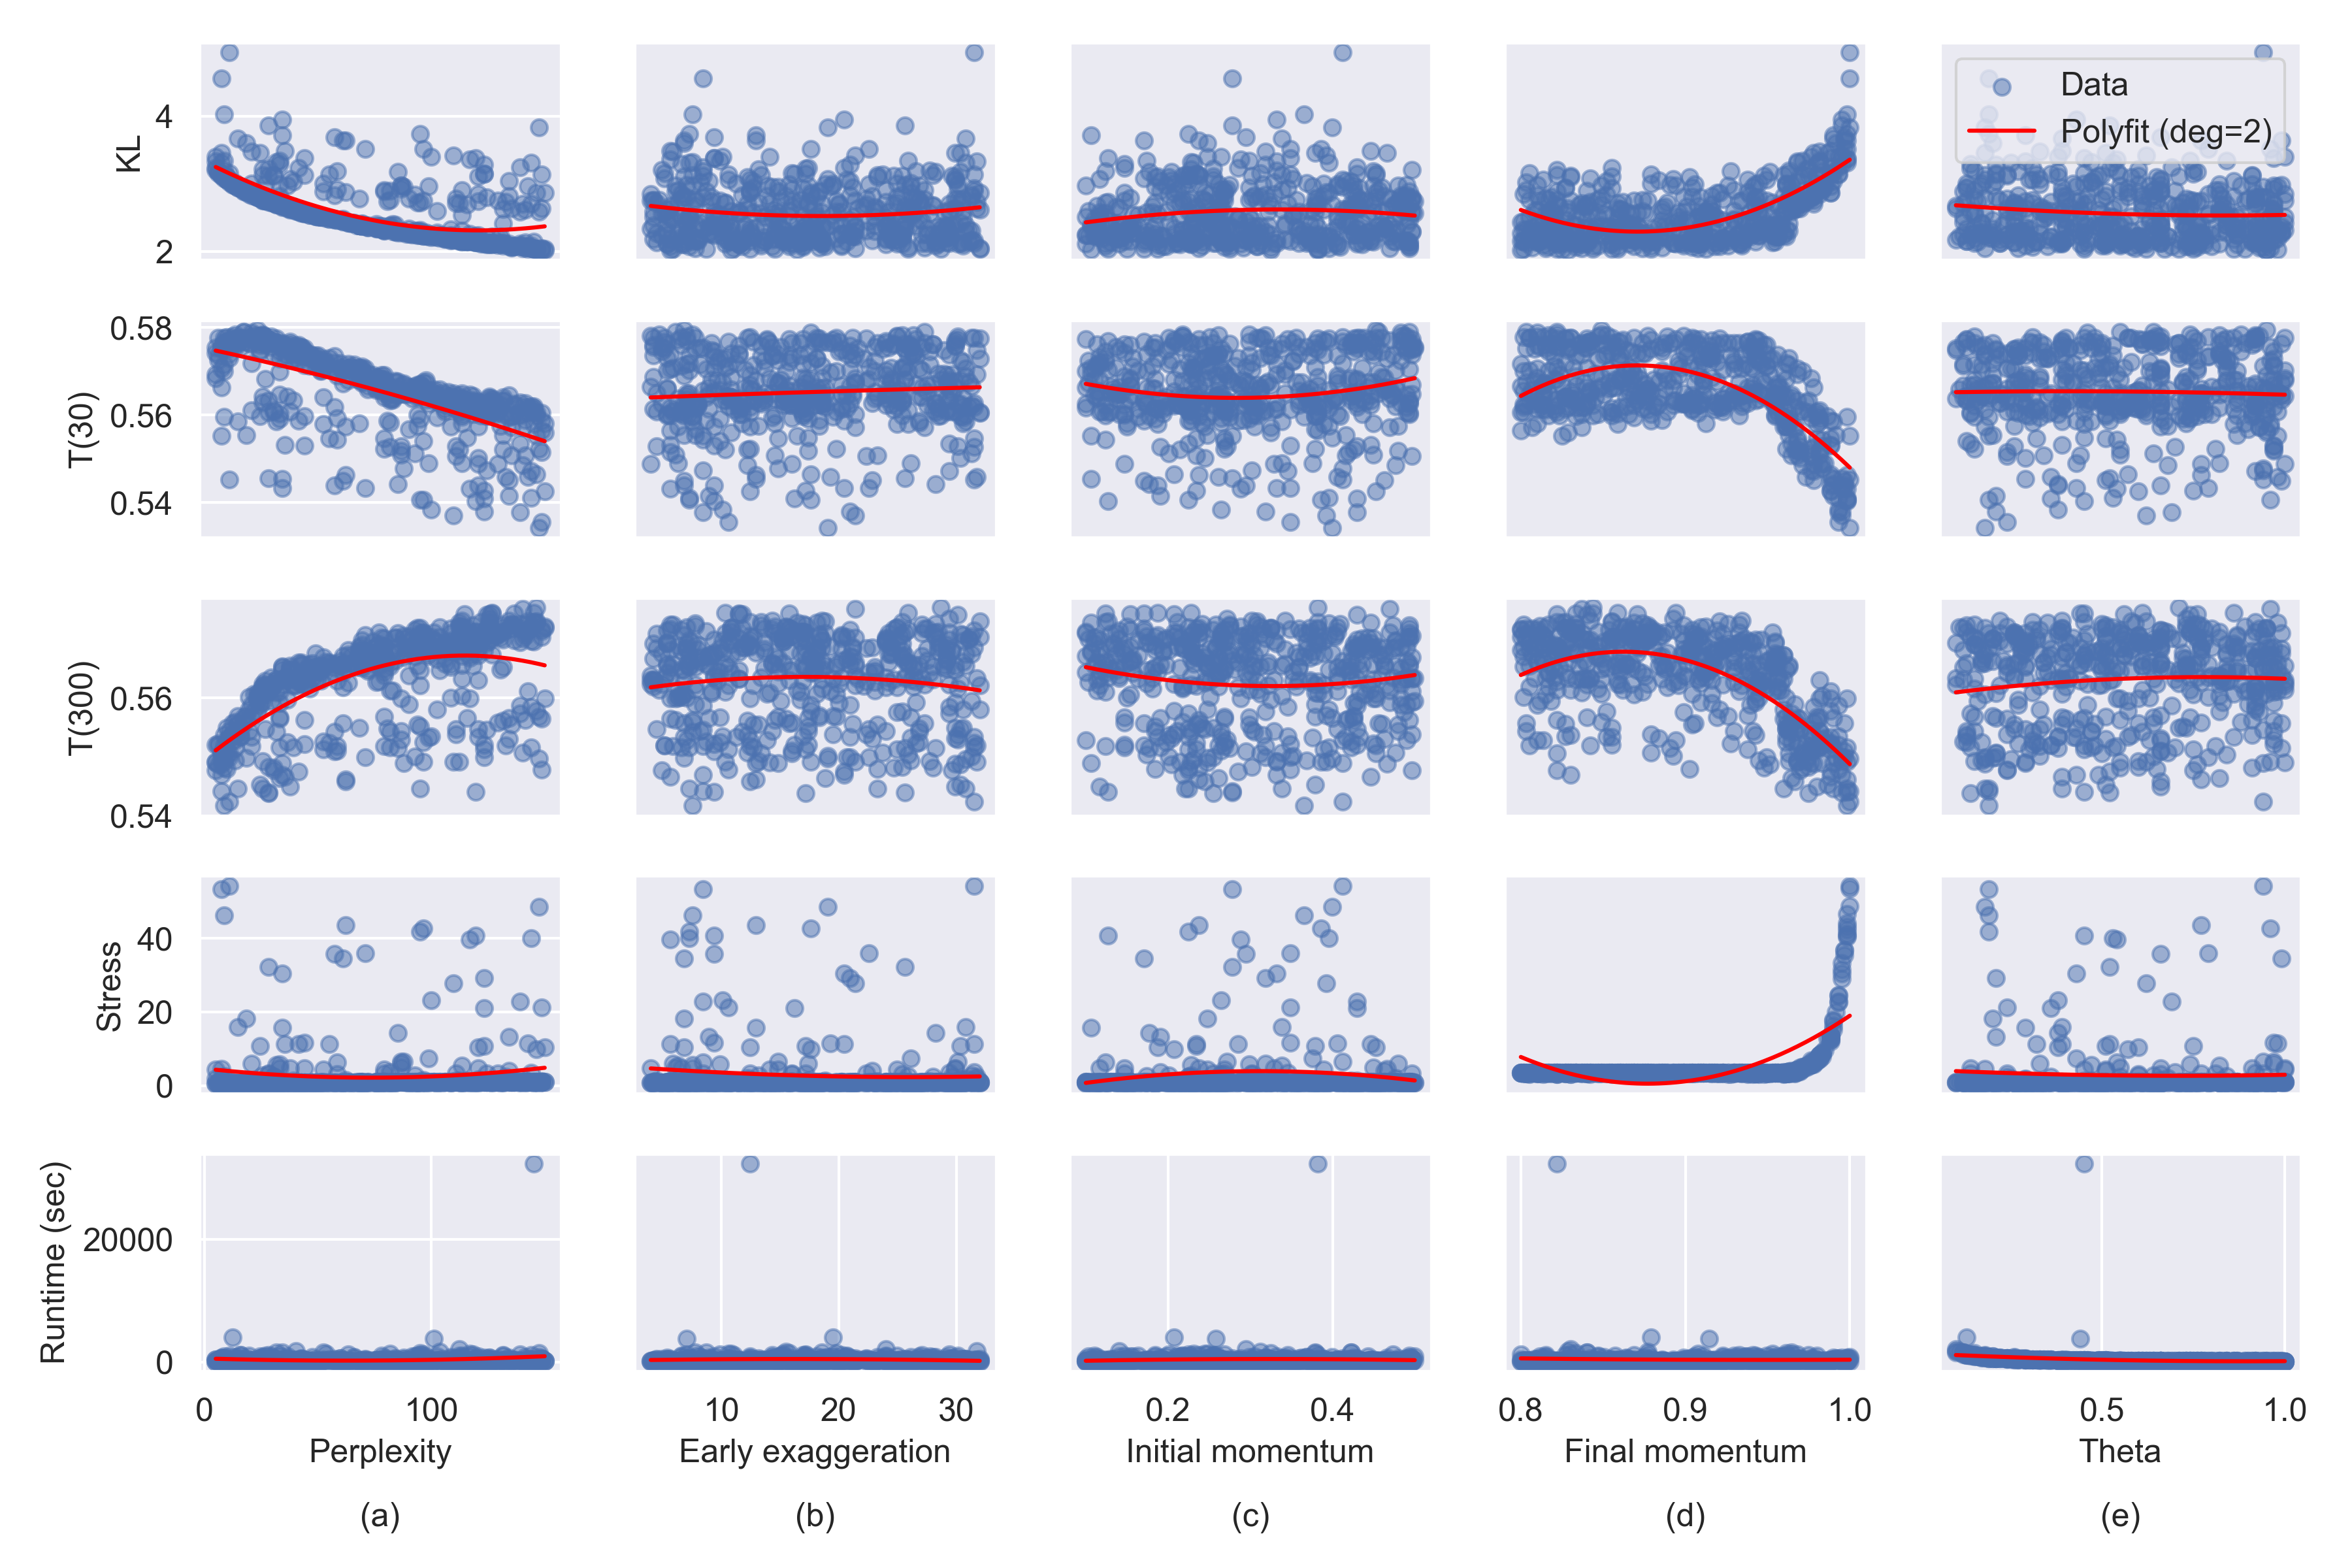 Data
Polyfit (deg=2)
KL
4
2
T(30)
0.58
0.56
0.54
T(300)
0.56
0.54
Stress
40
20
0
Runtime (sec)
20000
0
0 100
10 20 30
0.2 0.4
0.8 0.9 1.0
0.5 1.0
Perplexity
Early exaggeration
Initial momentum
Final momentum
Theta
(a)
(b)
(c)
(d)
(e)